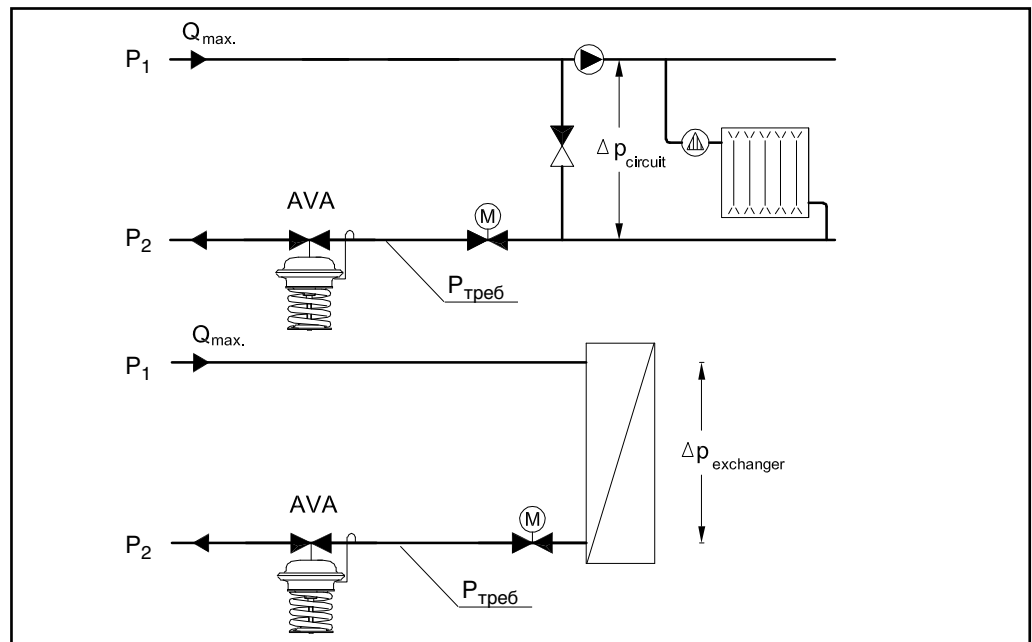 Qmax.
P1
Δpcircuit
AVA
M
P2
Pтреб
Qmax.
P1
Δpexchanger
AVA
M
P2
Pтреб